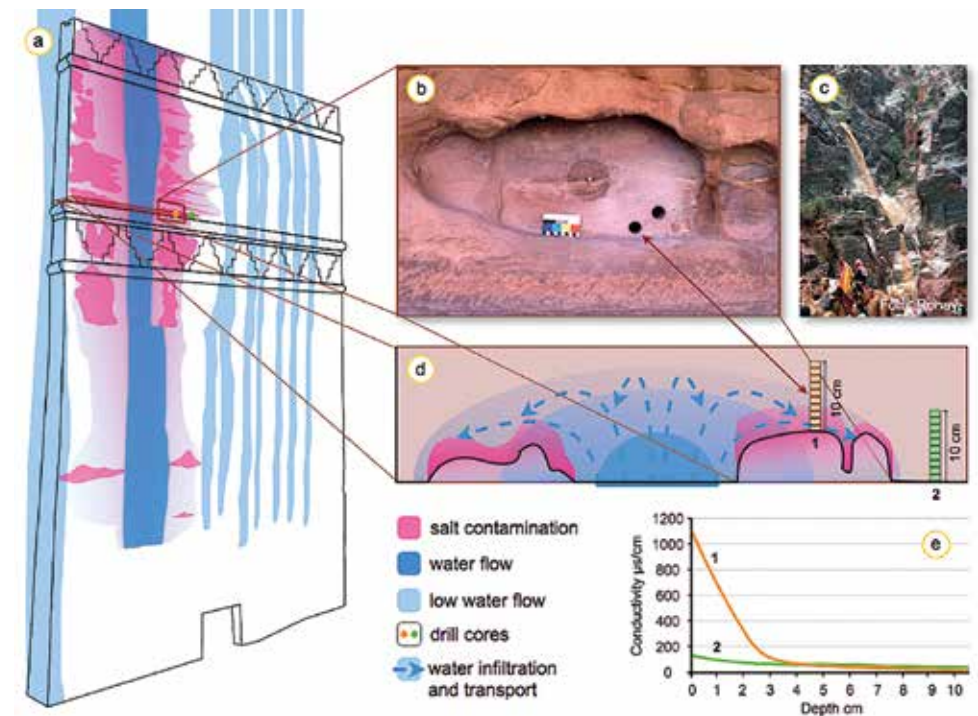 a
b
c
10 cm
d
1
10 cm
2
salt contamination
water flow
low water flow
drill cores
water infiltration
and transport
e
Conductivity µs/cm
1200
1000
800
600
400
200
0
1
2
0 1 2 3 4 5 6 7 8 9 10
Depth cm